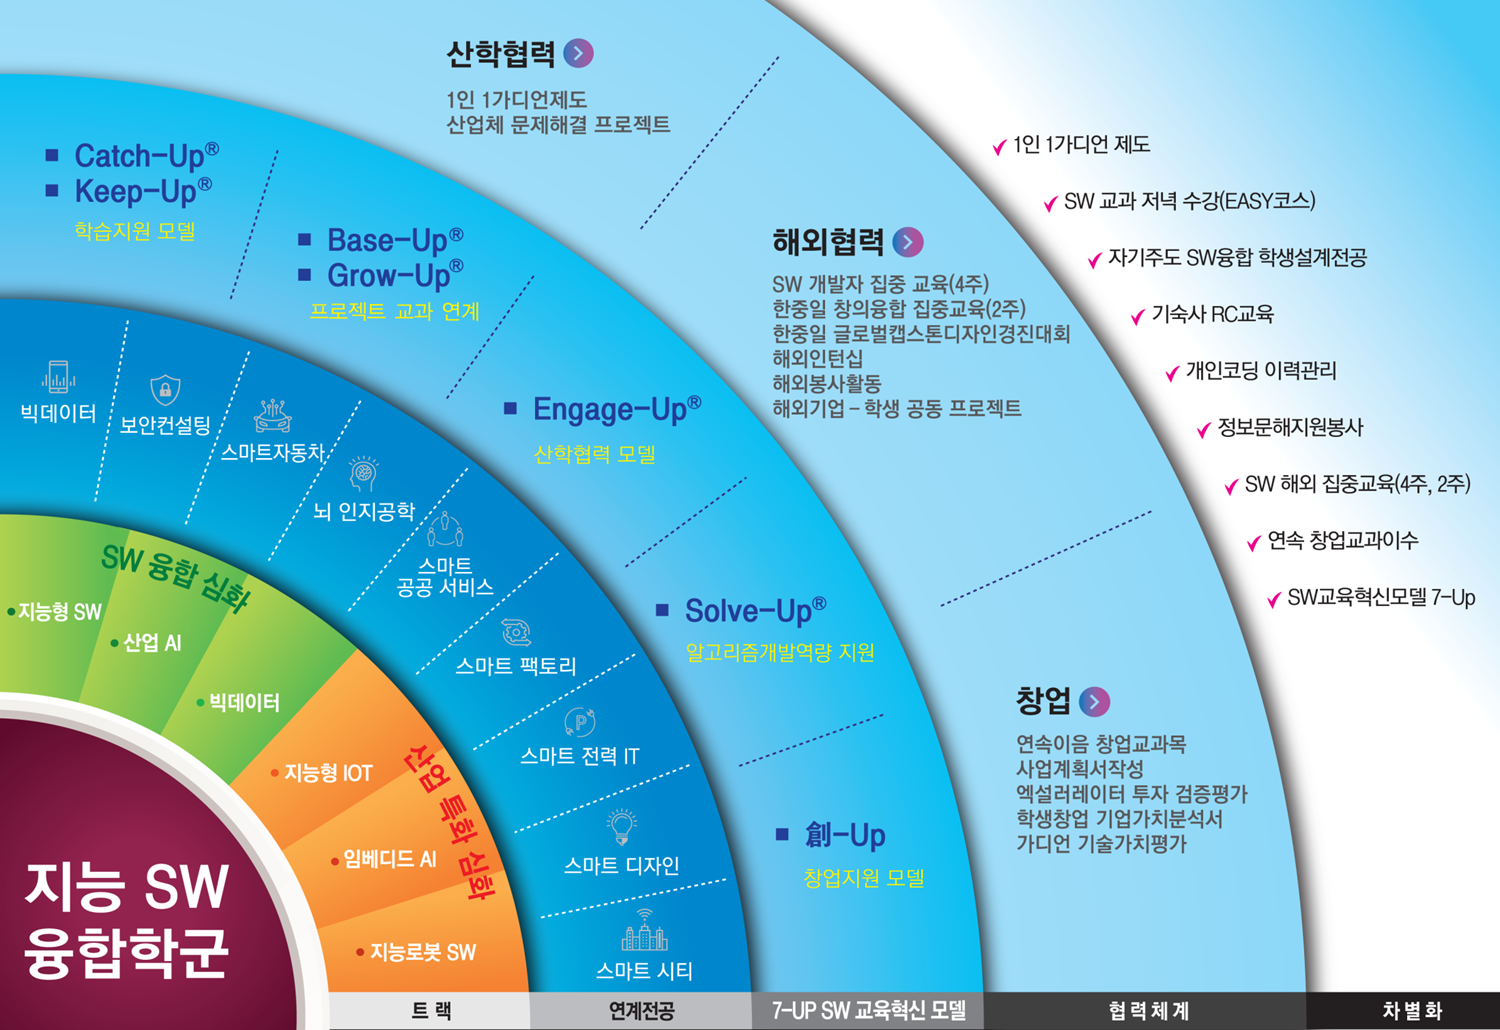 산학협력
1인 1가디언제도
산업체 문제해결 프로젝트
Catch-Up®
Keep-Up®
학습지원 모델
Base-Up®
Grow-Up®
프로젝트 교과 연계
Engage-Up®
산학협력 모델
Solve-Up®
알고리즘개발역량 지원
創-Up
창업지원 모델
해외협력
SW 개발자 집중 교육(4주)
한중일 창의융합 집중교육(2주)
한중일 글로벌캡스톤디자인경진대회
해외인턴십
해외봉사활동
해외기업 – 학생 공동 프로젝트
창업
연속이음 창업교과목
사업계획서작성
엑설러레이터 투자 검증평가
학생창업 기업가치분석서
가디언 기술가치평가
1인 1가디언 제도
SW 교과 저녁 수강(EASY코스)
자기주도 SW융합 학생설계전공
기숙사 RC교육
개인코딩 이력관리
정보문해지원봉사
SW 해외 집중교육(4주, 2주)
연속 창업교과이수
SW교육혁신모델 7-Up
빅데이터
보안컨설팅
스마트자동차
뇌 인지공학
스마트
공공 서비스
스마트 팩토리
P
스마트 전력 IT
스마트 디자인
스마트 시티
SW 융합 심화
지능형 SW
산업 AI
빅데이터
산업 특화 심화
지능형 IOT
임베디드 AI
지능로봇 SW
지능 SW
융합학군
트 랙
연계전공
7-UP SW 교육혁신 모델
협력체계
차별화